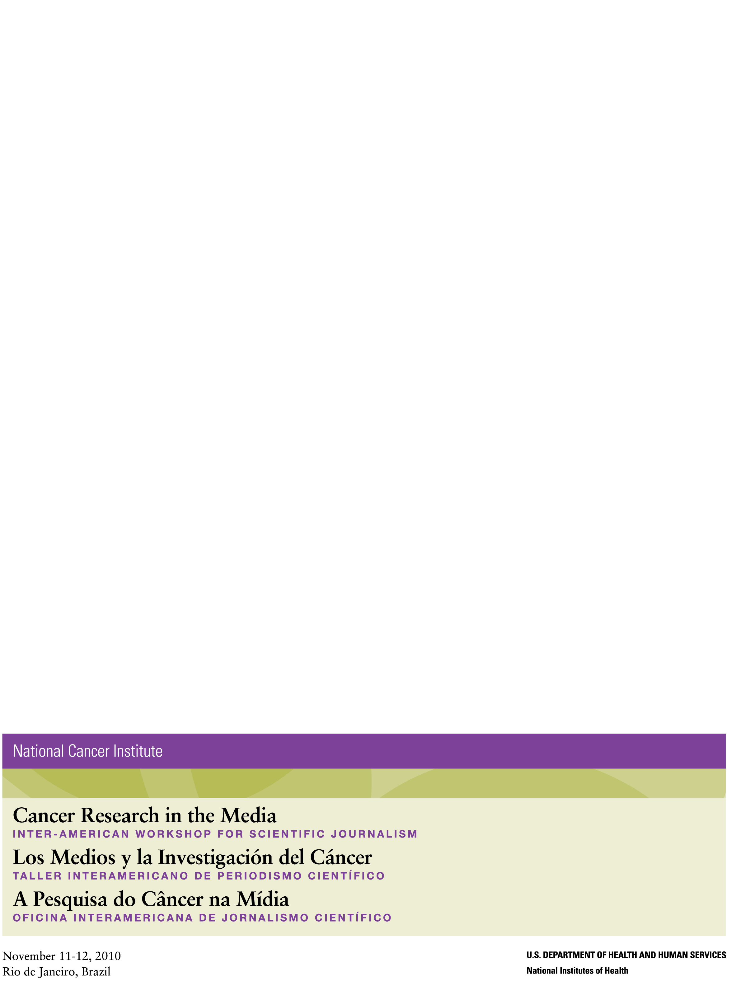 National Cancer Institute
Cancer Research in the Media
INTER-AMERICAN WORKSHOP FOR SCIENTIFIC JOURNALISM
Los Medios y la Investigación del Cáncer
TALLER INTERAMERICANO DE PERIODISMO CIENTÍFICO
A Pesquisa do Câncer na Mídia
OFICINA INTERAMERICANA DE JORNALISMO CIENTÍFICO
November 11-12, 2010
Rio de Janeiro, Brazil
U.S. DEPARTMENT OF HEALTH AND HUMAN SERVICES
National Institutes of Health